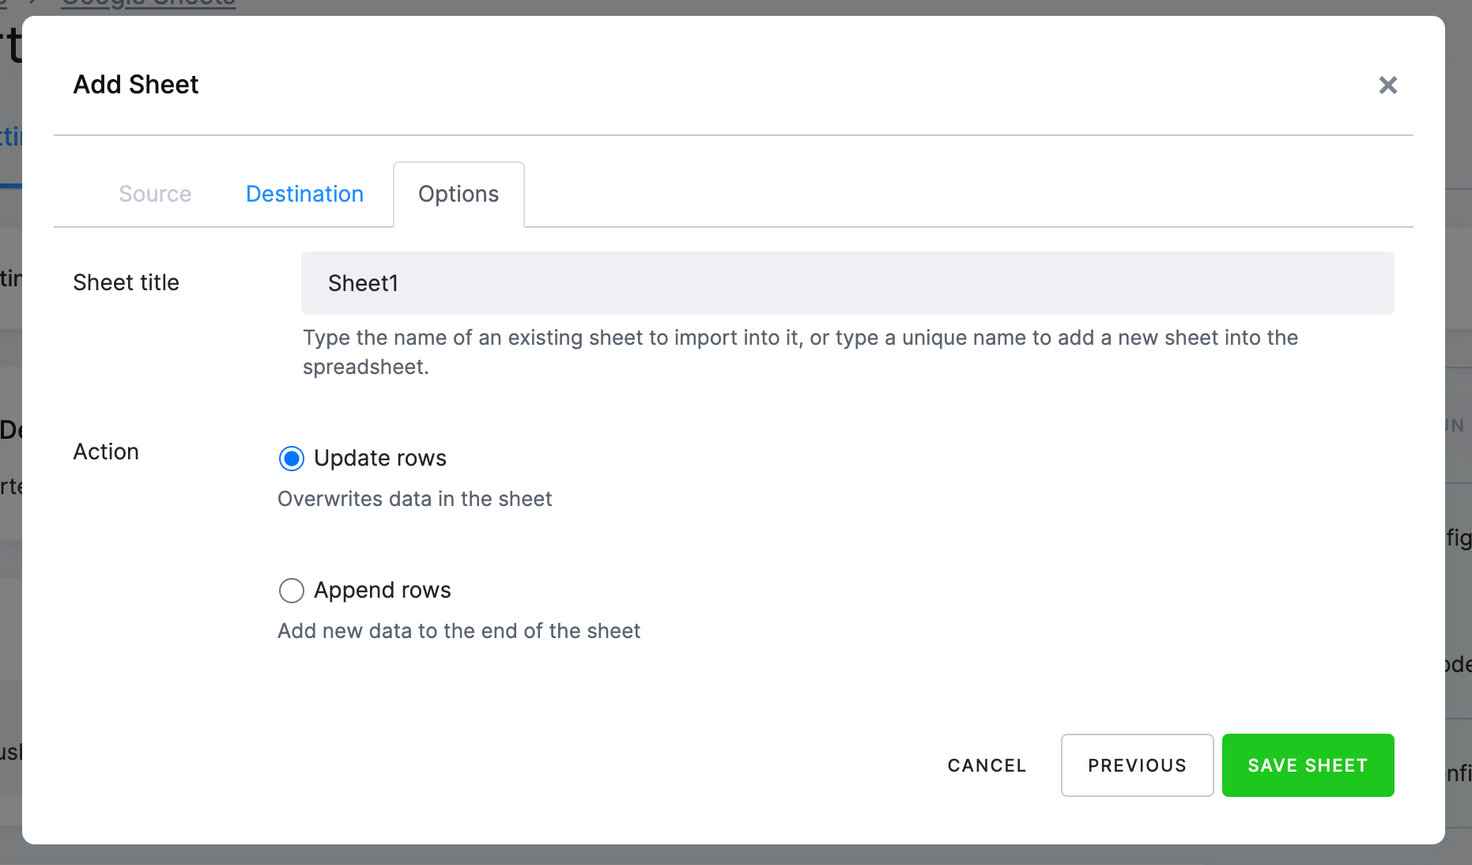 Google Sheets
Add Sheet
Source Destination Options
Sheet title
Sheet1
Type the name of an existing sheet to import into it, or type a unique name to add a new sheet into the
spreadsheet.
Action
Update rows
Overwrites data in the sheet
Append rows
Add new data to the end of the sheet
CANCEL PREVIOUS SAVE SHEET